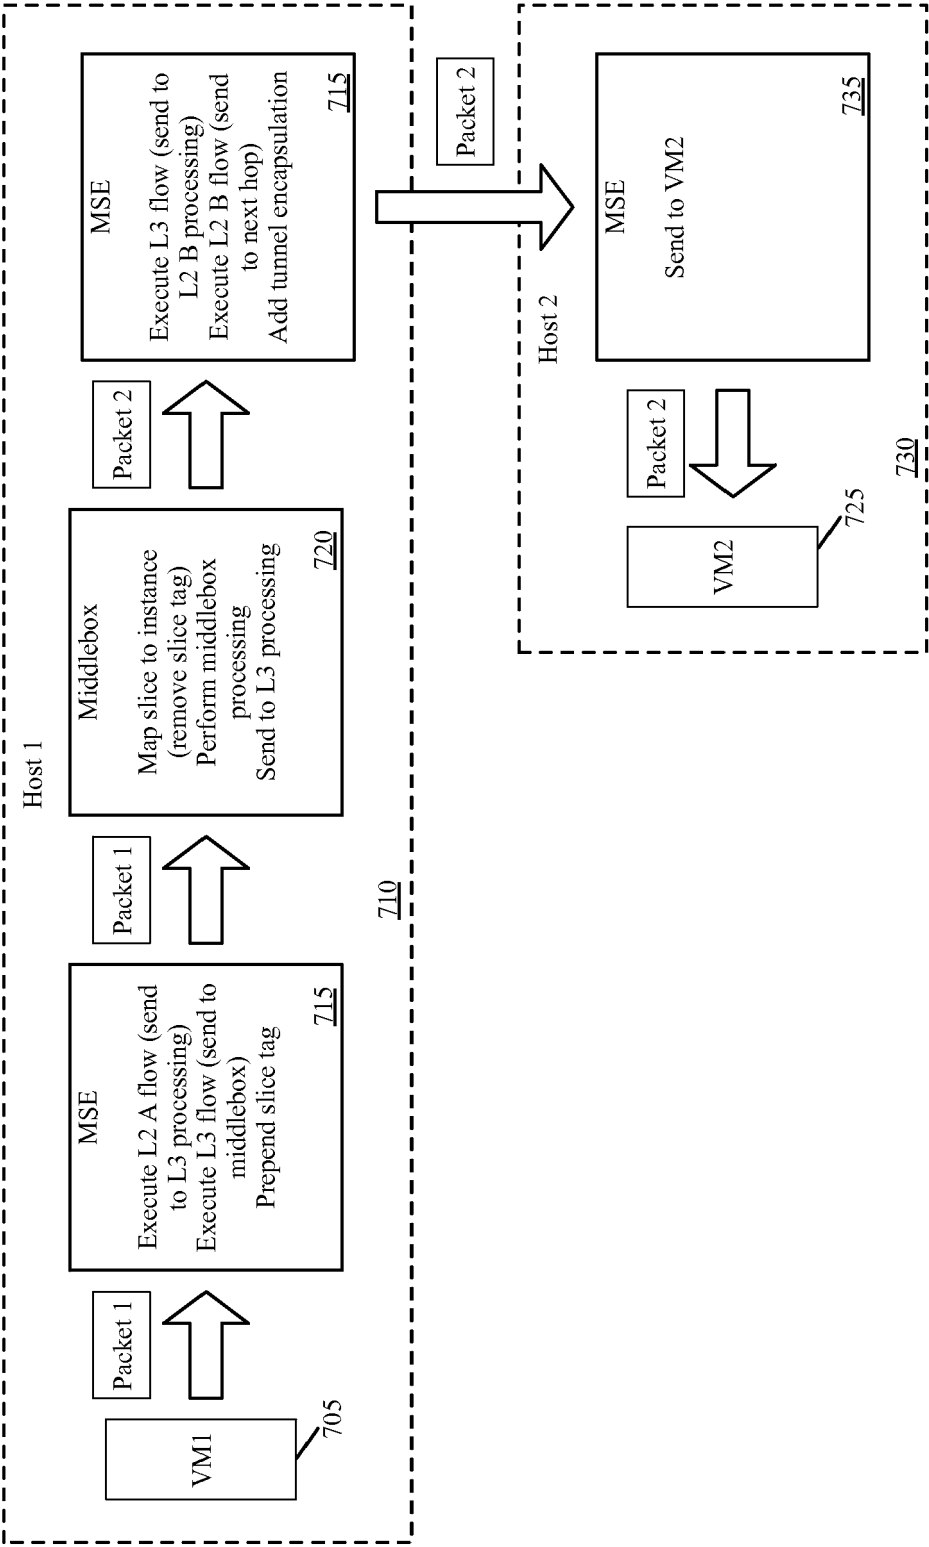 Host 1
VM1
705
Packet 1
MSE
Execute L2 A flow (send
to L3 processing)
Execute L3 flow (send to
middlebox)
Prepend slice tag
715
Packet 1
Middlebox
Map slice to instance
(remove slice tag)
Perform middlebox
processing
Send to L3 processing
720
Packet 2
MSE
Execute L3 flow (send to
L2 B processing)
Execute L2 B flow (send
to next hop)
Add tunnel encapsulation
715
710
Packet 2
Host 2
MSE
Send to VM2
735
Packet 2
VM2
725
730